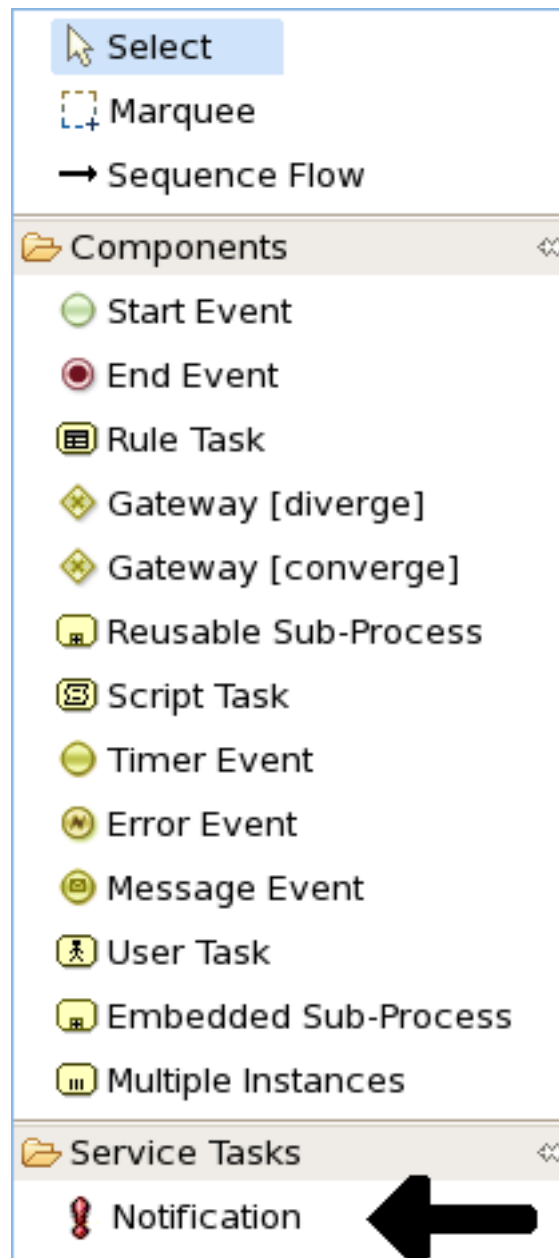 Select
Marquee
Sequence Flow
Components
Start Event
End Event
Rule Task
Gateway [diverge]
Gateway [converge]
Reusable Sub-Process
Script Task
Timer Event
Error Event
Message Event
User Task
Embedded Sub-Process
Multiple Instances
Service Tasks
Notification